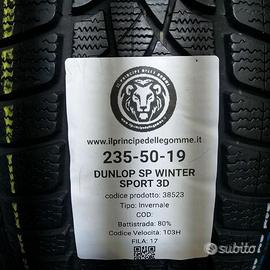 IL PRINCIPE DELLE GOMME
www.ilprincipedellegomme.it
235-50-19
DUNLOP SP WINTER
SPORT 3D
codice prodotto: 38523
Tipo: Invernale
COD:
Battistrada: 80%
Codice Velocità: 103H
FILA: 17
subito